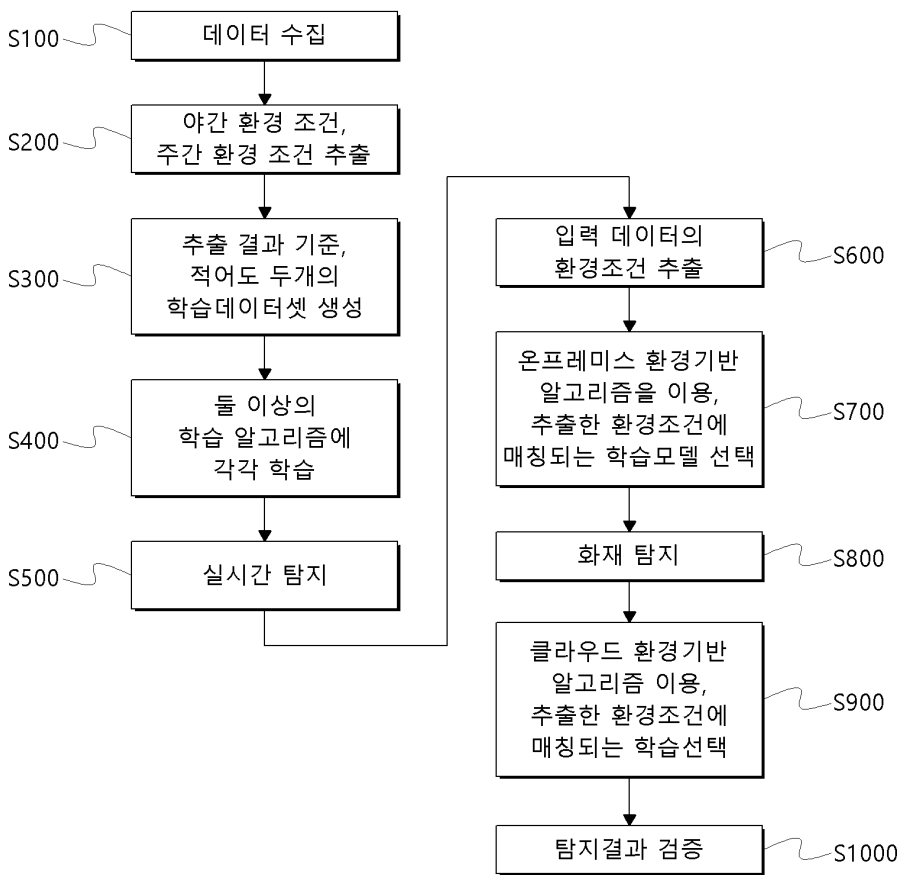 S100
데이터 수집
S200
야간 환경 조건,
주간 환경 조건 추출
S300
추출 결과 기준,
적어도 두개의
학습데이터셋 생성
S400
둘 이상의
학습 알고리즘에
각각 학습
S500
실시간 탐지
입력 데이터의
환경조건 추출
S600
온프레미스 환경기반
알고리즘을 이용,
추출한 환경조건에
매칭되는 학습모델 선택
S700
화재 탐지
S800
클라우드 환경기반
알고리즘 이용,
추출한 환경조건에
매칭되는 학습선택
S900
탐지결과 검증
S1000